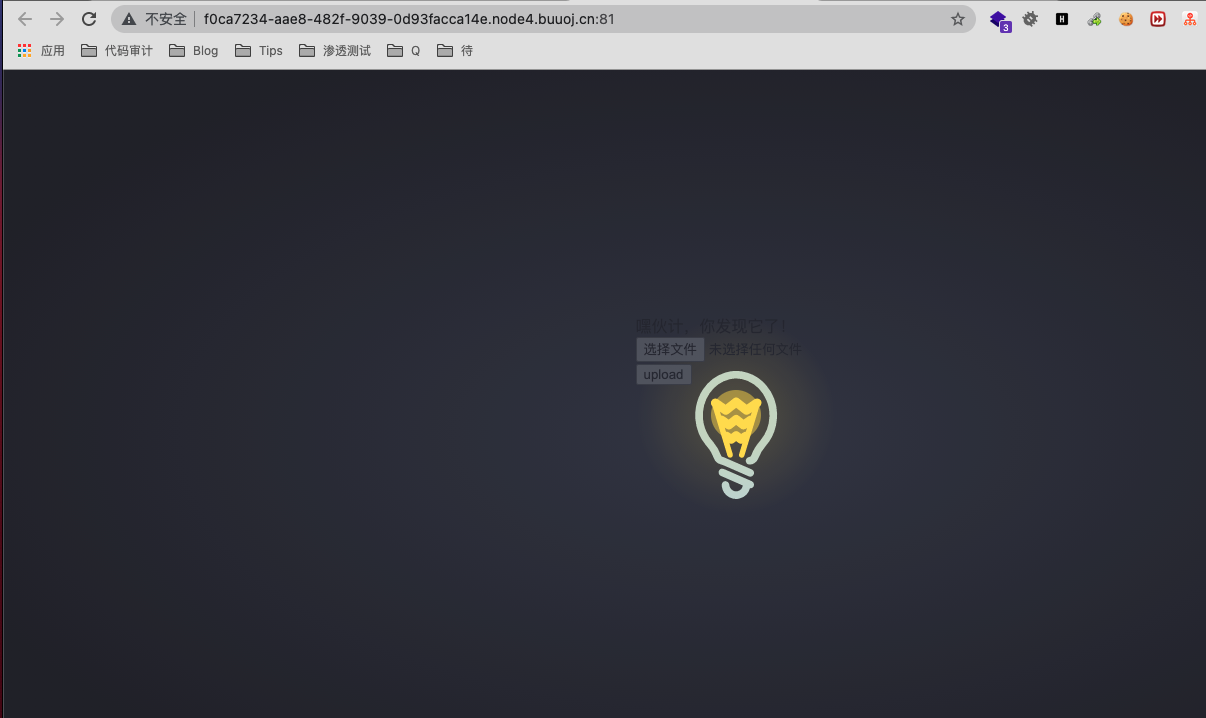 不安全 f0ca7234-aae8-482f-9039-0d93facca14e.node4.buuoj.cn:81
3
H
应用 代码审计 Blog Tips 渗透测试 Q 待
嘿伙计，你发现它了！
选择文件 未选择任何文件
upload